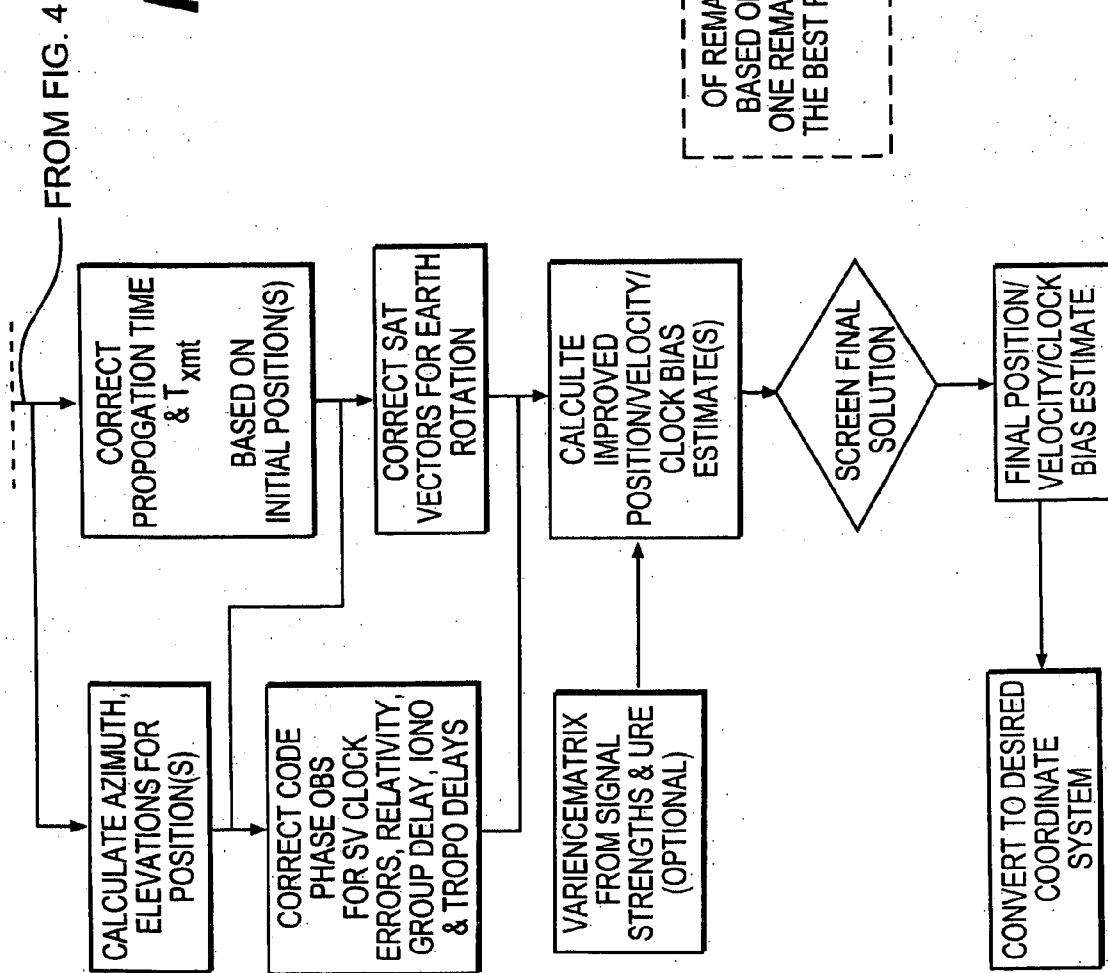 FROM FIG. 4
CORRECT
PROPOGATION TIME
& Txmt
BASED ON
INITIAL POSITION(S)
CALCULATE AZIMUTH,
ELEVATIONS FOR
POSITION(S)
CORRECT SAT
VECTORS FOR EARTH
ROTATION
CORRECT CODE
PHASE OBS
FOR SV CLOCK
ERRORS, RELATIVITY,
GROUP DELAY, IONO
& TROPO DELAYS
CALCULTE
IMPROVED
POSITION/VELOCITY/
CLOCK BIAS
ESTIMATE(S)
VARIENCEMATRIX
FROM SIGNAL
STRENGTHS & URE
(OPTIONAL)
SCREEN FINAL
SOLUTION
FINAL POSITION/
VELOCITY/CLOCK
BIAS ESTIMATE
CONVERT TO DESIRED
COORDINATE
SYSTEM
OF REMA
BASED O
ONE REMA
THE BEST